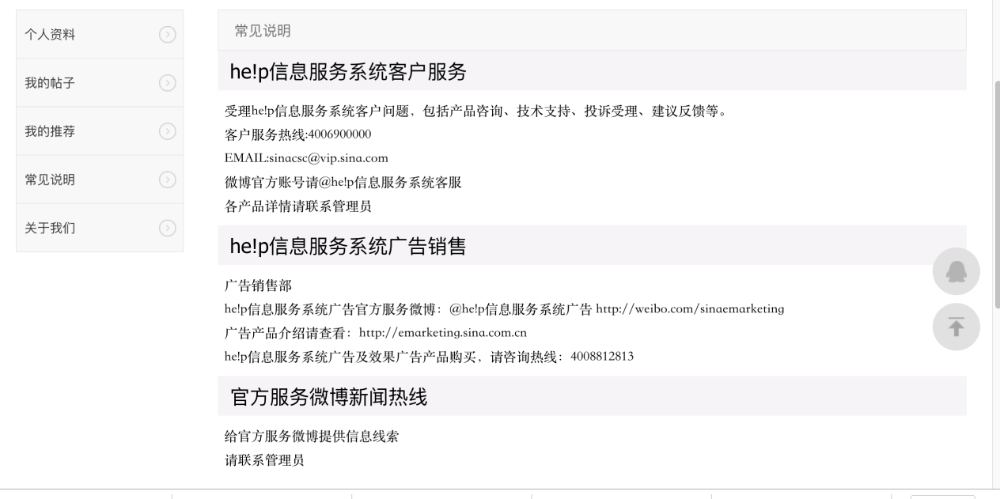 个人资料
我的帖子
我的推荐
常见说明
关于我们
常见说明
he!p信息服务系统客户服务
受理he!p信息服务系统客户问题，包括产品咨询、技术支持、投诉受理、建议反馈等。
客户服务热线:4006900000
EMAIL:sinacsc@vip.sina.com
微博官方账号请@he!p信息服务系统客服
各产品详情请联系管理员
he!p信息服务系统广告销售
广告销售部
he!p信息服务系统广告官方服务微博：@he!p信息服务系统广告 http://weibo.com/sinaemarketing
广告产品介绍请查看：http://emarketing.sina.com.cn
he!p信息服务系统广告及效果广告产品购买，请咨询热线：4008812813
官方服务微博新闻热线
给官方服务微博提供信息线索
请联系管理员